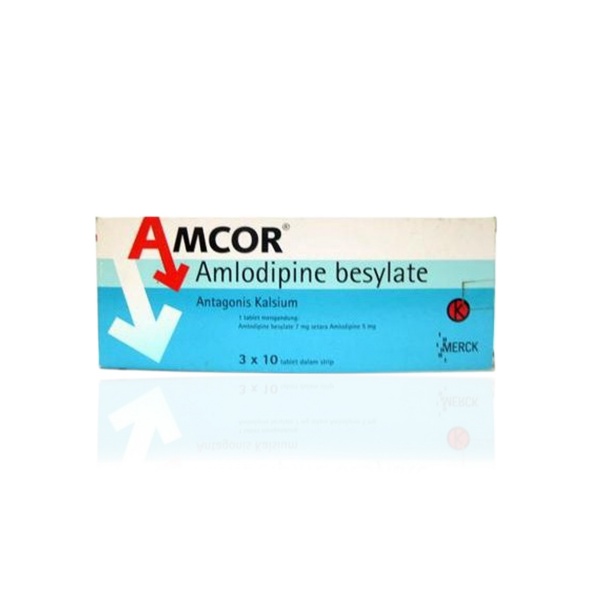 AMCOR®
Amlodipine besylate
Antagonis Kalsium
1 tablet mengandung:
Amlodipine besylate 7 mg setara Amlodipine 5 mg
K
MERCK
3 x 10 tablet dalam strip